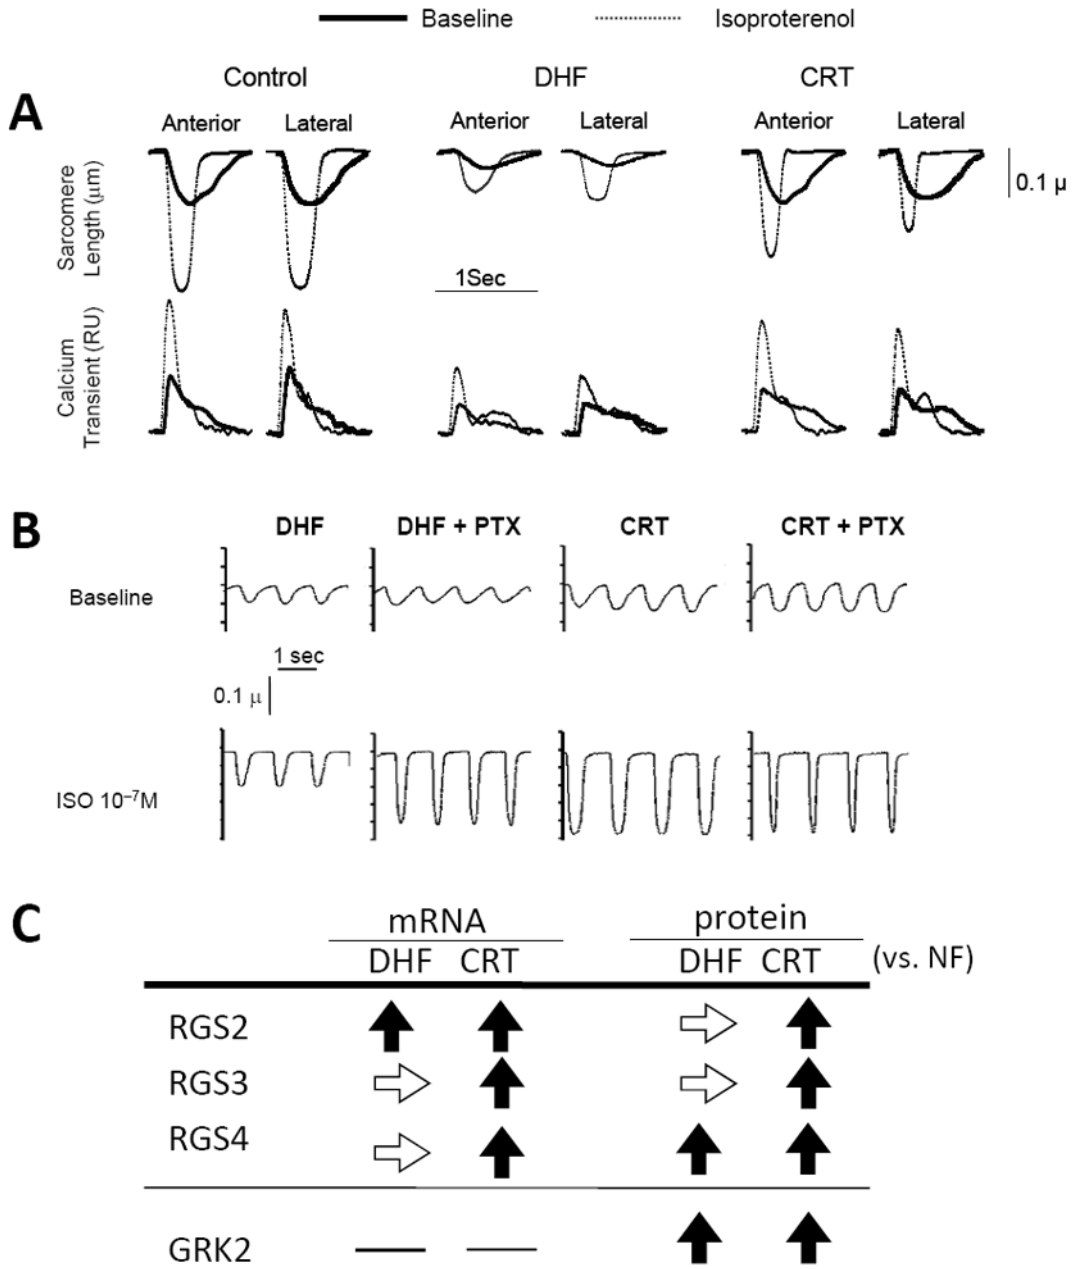 Baseline Isoproterenol
Control DHF CRT
A
Anterior Lateral Anterior Lateral Anterior Lateral
Sarcomere
Length (μm)
0.1 μ
1Sec
Calcium
Transient (RU)
B
DHF DHF + PTX CRT CRT + PTX
Baseline
1 sec
0.1 μ
ISO 10⁻⁷M
C
mRNA protein
DHF CRT DHF CRT (vs. NF)
RGS2
RGS3
RGS4
GRK2